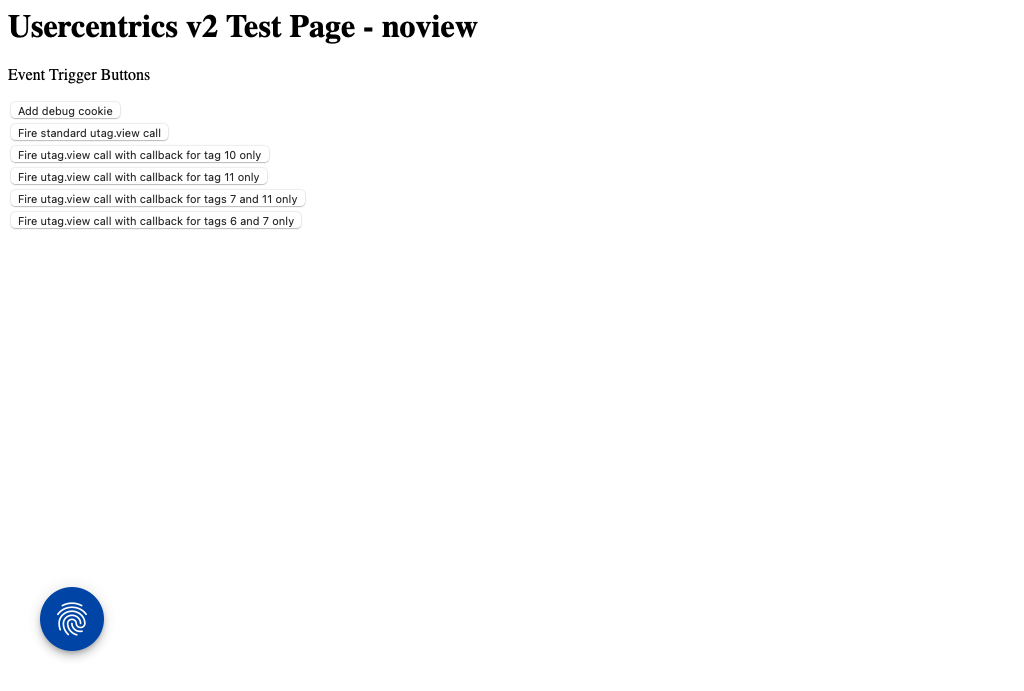 Usercentrics v2 Test Page - noview
Event Trigger Buttons
Add debug cookie
Fire standard utag.view call
Fire utag.view call with callback for tag 10 only
Fire utag.view call with callback for tag 11 only
Fire utag.view call with callback for tags 7 and 11 only
Fire utag.view call with callback for tags 6 and 7 only